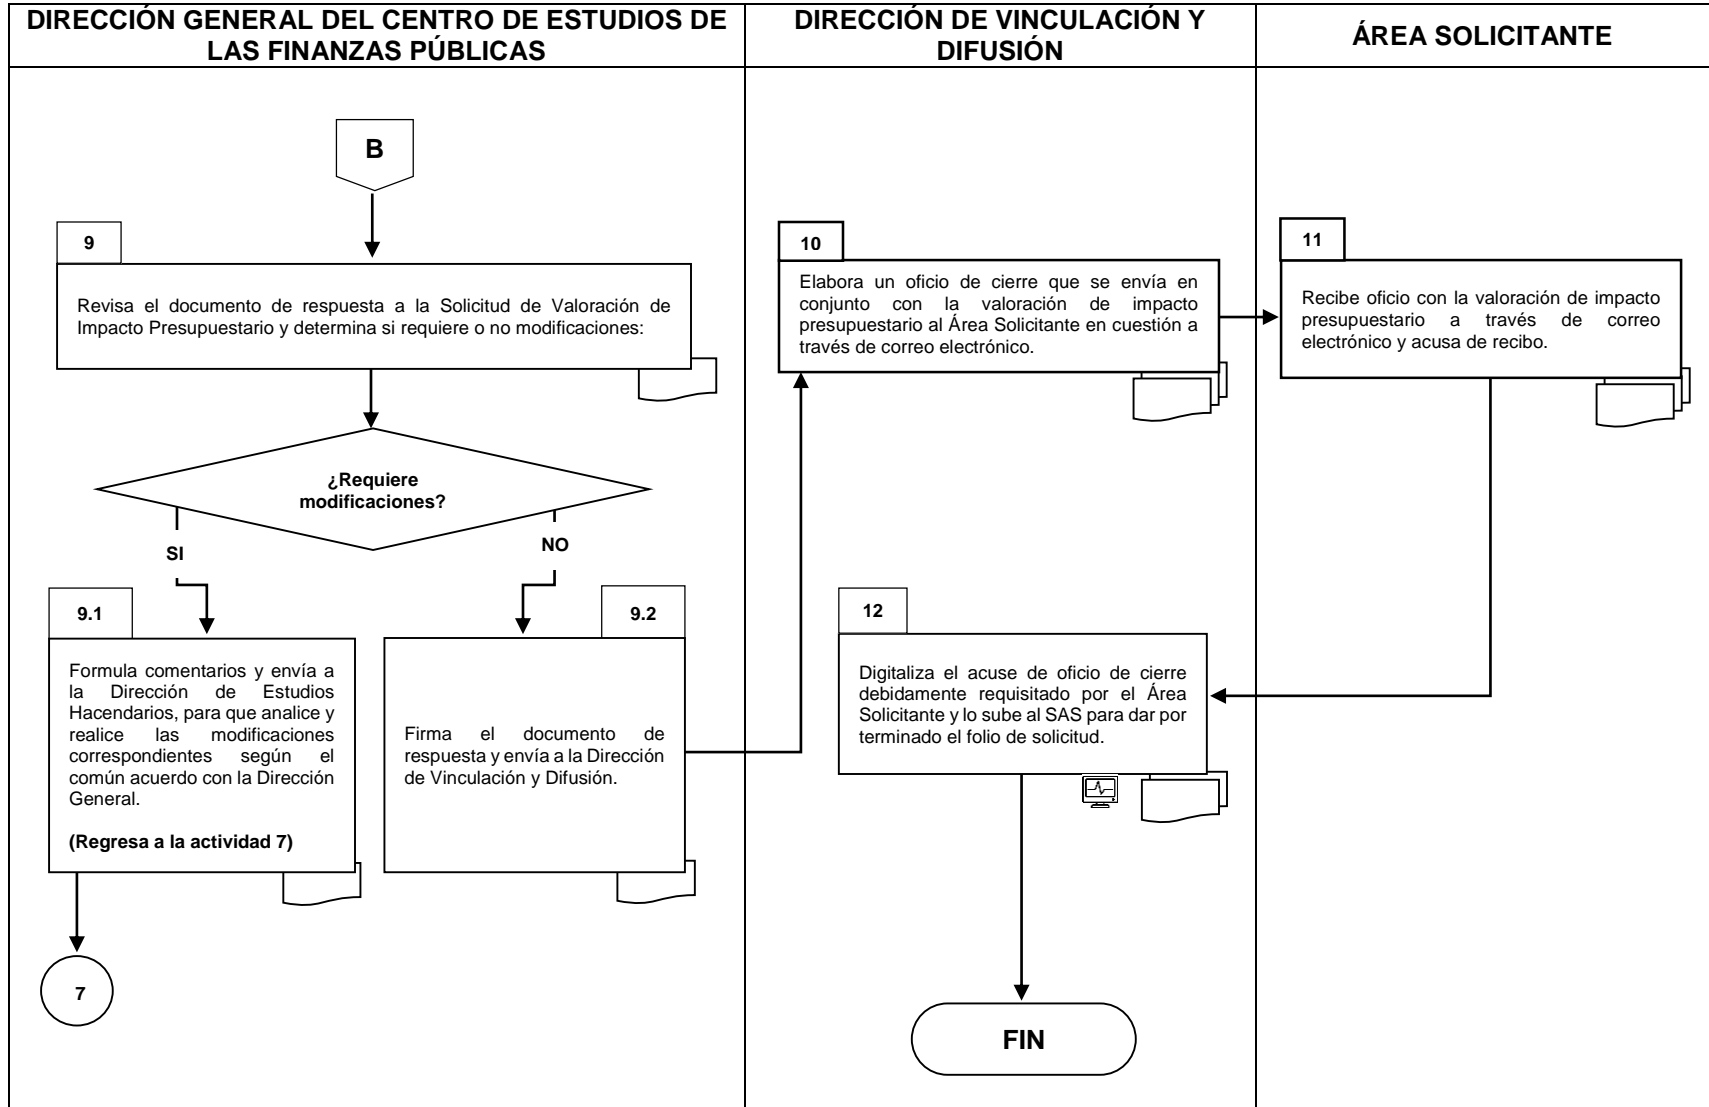 DIRECCIÓN GENERAL DEL CENTRO DE ESTUDIOS DE
LAS FINANZAS PÚBLICAS
DIRECCIÓN DE VINCULACIÓN Y
DIFUSIÓN
ÁREA SOLICITANTE
B
9
Revisa el documento de respuesta a la Solicitud de Valoración de
Impacto Presupuestario y determina si requiere o no modificaciones:
¿Requiere
modificaciones?
SI
NO
9.1
Formula comentarios y envía a
la Dirección de Estudios
Hacendarios, para que analice y
realice las modificaciones
correspondientes según el
común acuerdo con la Dirección
General.
(Regresa a la actividad 7)
7
9.2
Firma el documento de
respuesta y envía a la Dirección
de Vinculación y Difusión.
10
Elabora un oficio de cierre que se envía en
conjunto con la valoración de impacto
presupuestario al Área Solicitante en cuestión a
través de correo electrónico.
11
Recibe oficio con la valoración de impacto
presupuestario a través de correo
electrónico y acusa de recibo.
12
Digitaliza el acuse de oficio de cierre
debidamente requisitado por el Área
Solicitante y lo sube al SAS para dar por
terminado el folio de solicitud.
FIN